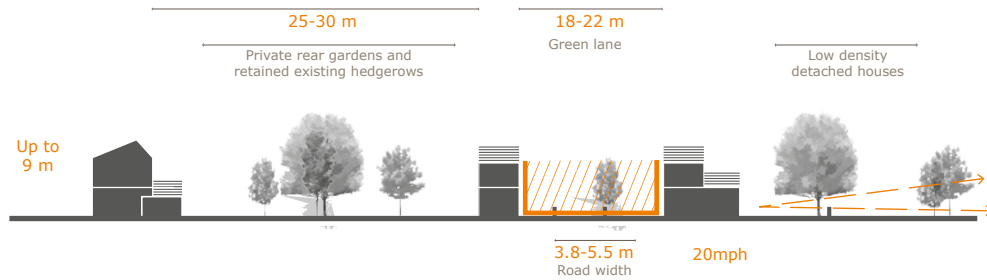 25-30 m
18-22 m
Private rear gardens and
retained existing hedgerows
Green lane
Low density
detached houses
Up to
9 m
3.8-5.5 m
Road width
20mph